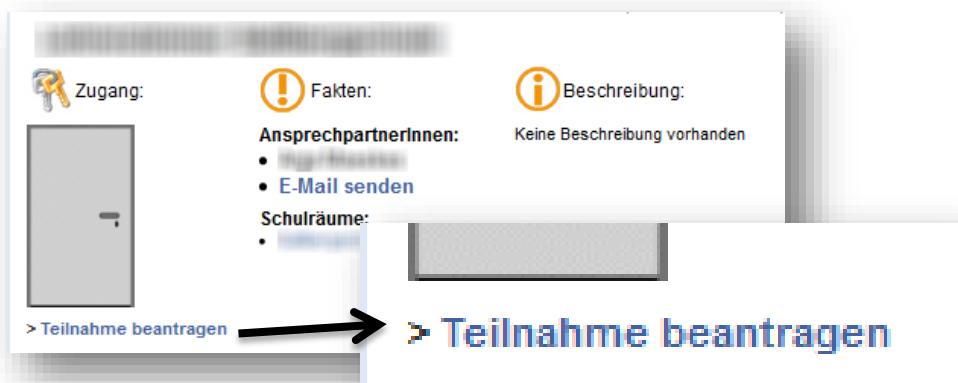 Zugang:
Fakten:
Beschreibung:
AnsprechpartnerInnen:
Keine Beschreibung vorhanden
• E-Mail senden
Schulräume:
> Teilnahme beantragen
> Teilnahme beantragen